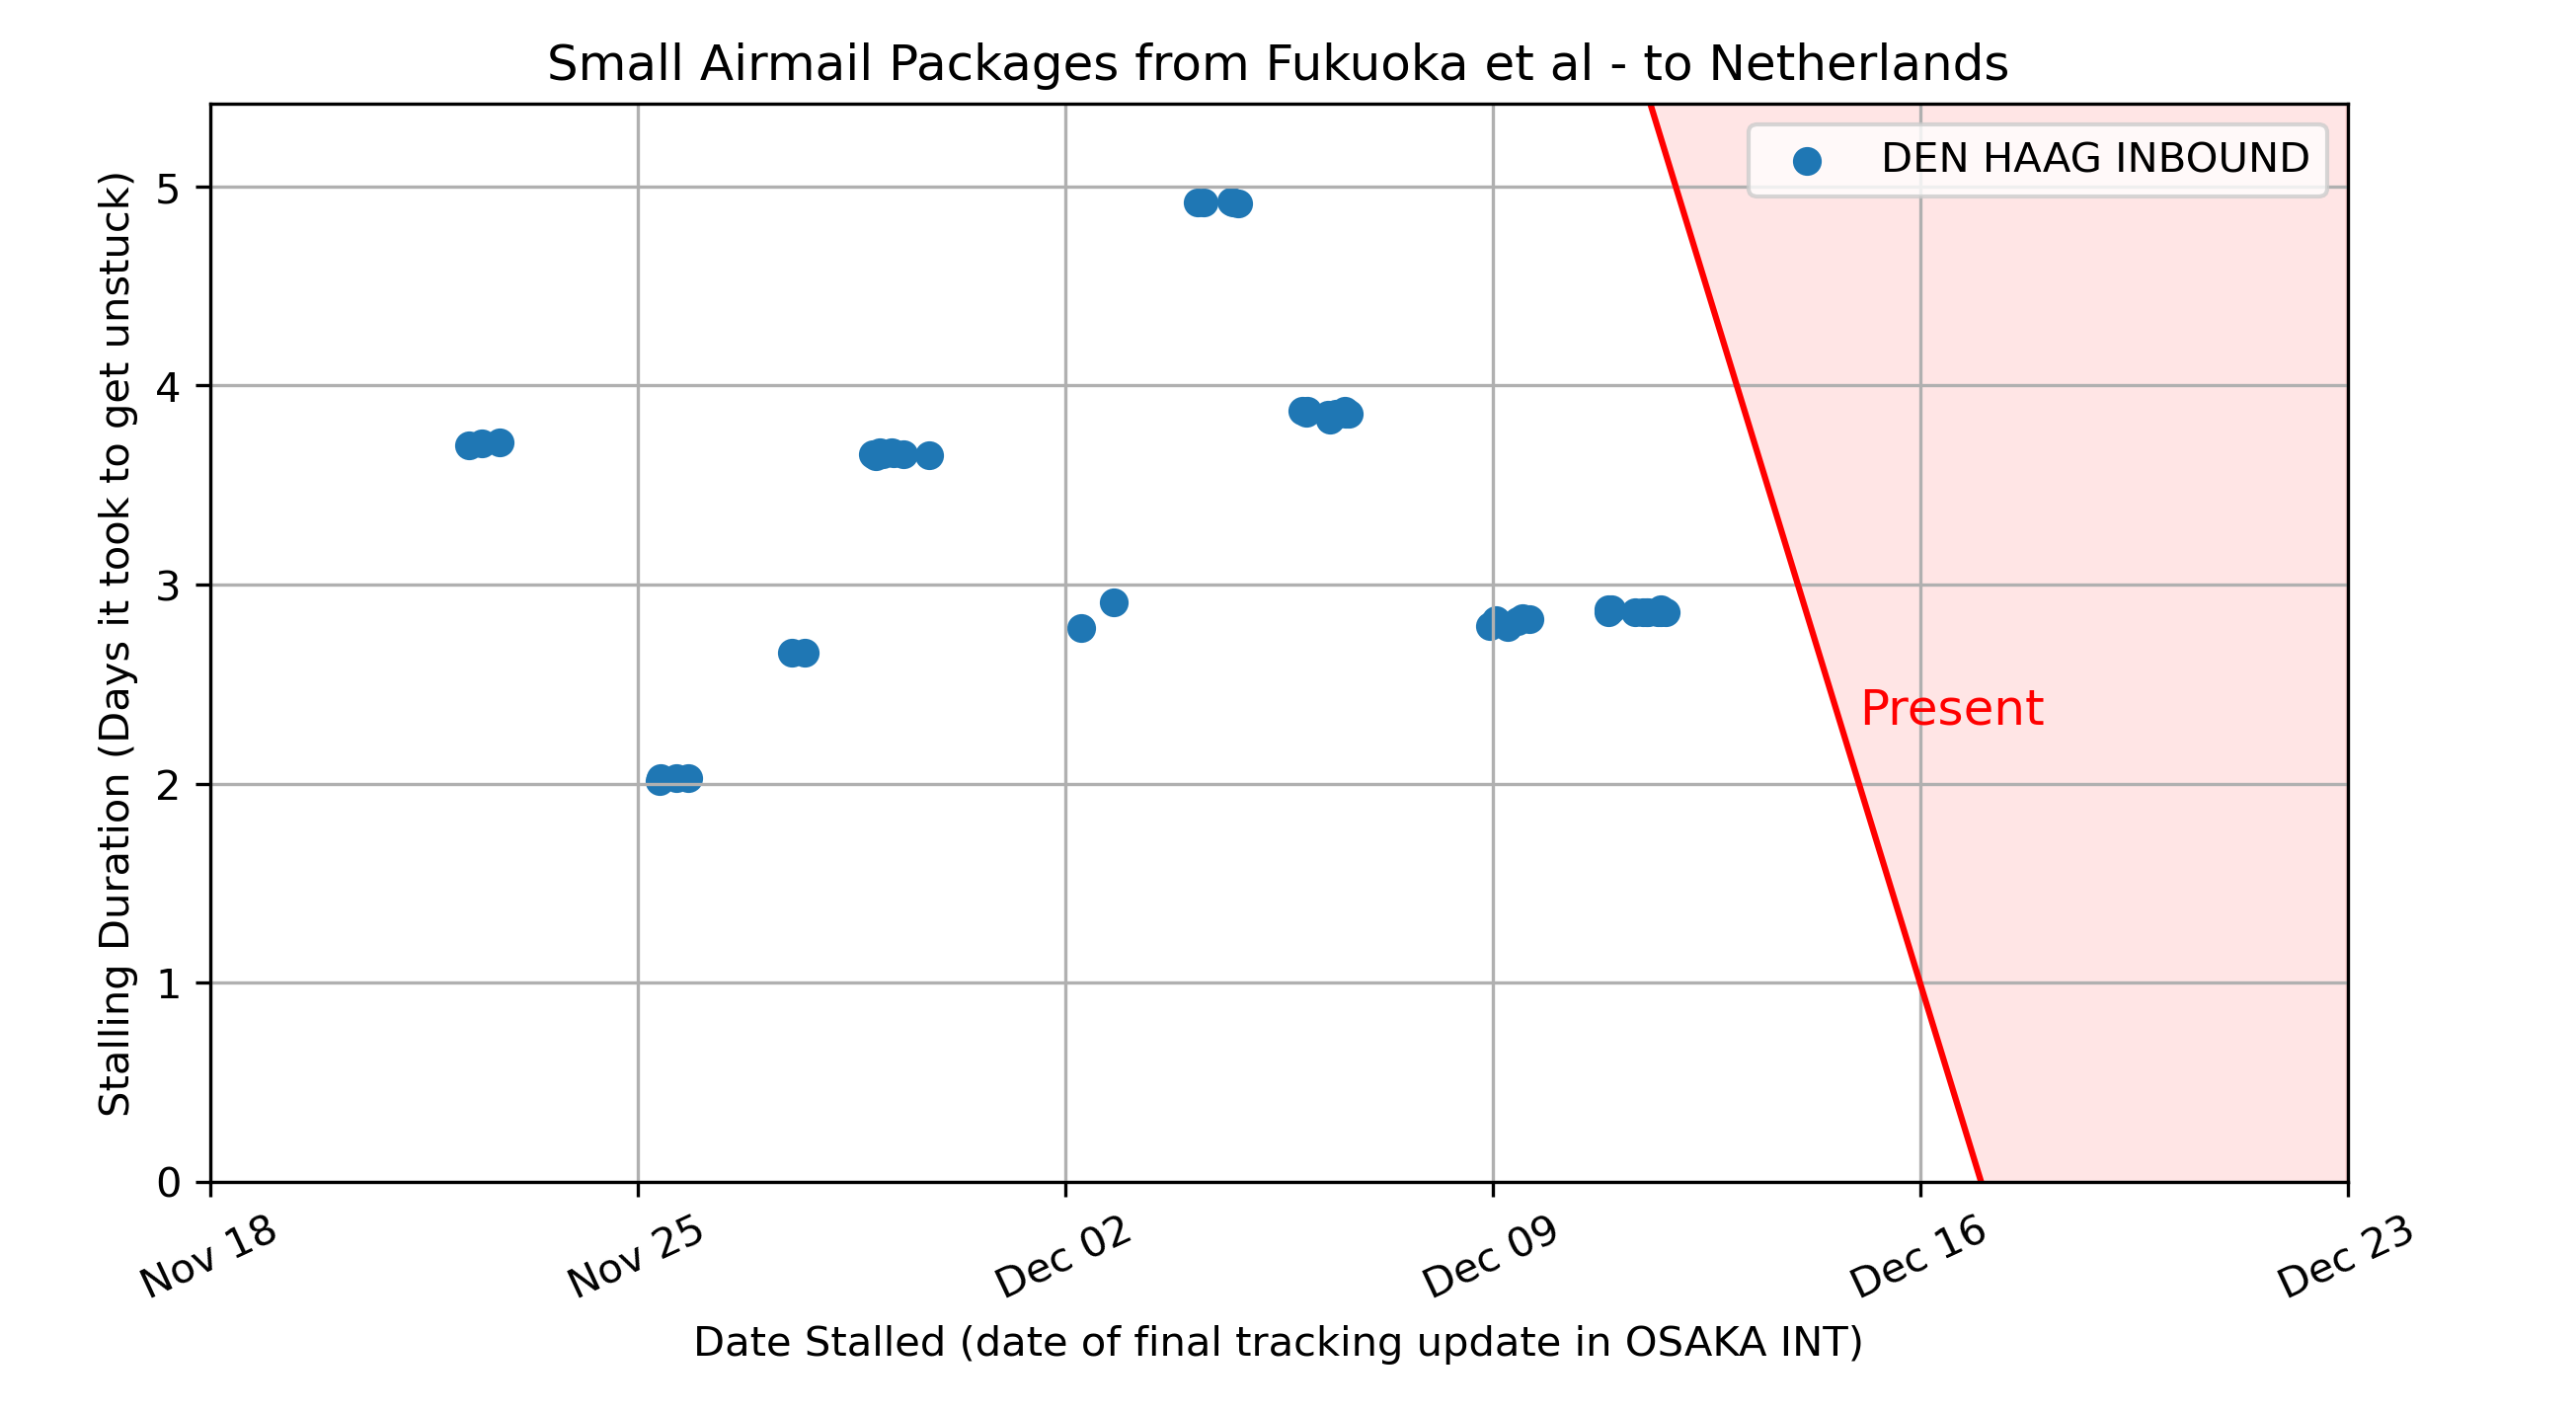 Small Airmail Packages from Fukuoka et al - to Netherlands
DEN HAAG INBOUND
Stalling Duration (Days it took to get unstuck)
5
4
3
2
1
0
Present
Nov 18
Nov 25
Dec 02
Dec 09
Dec 16
Dec 23
Date Stalled (date of final tracking update in OSAKA INT)